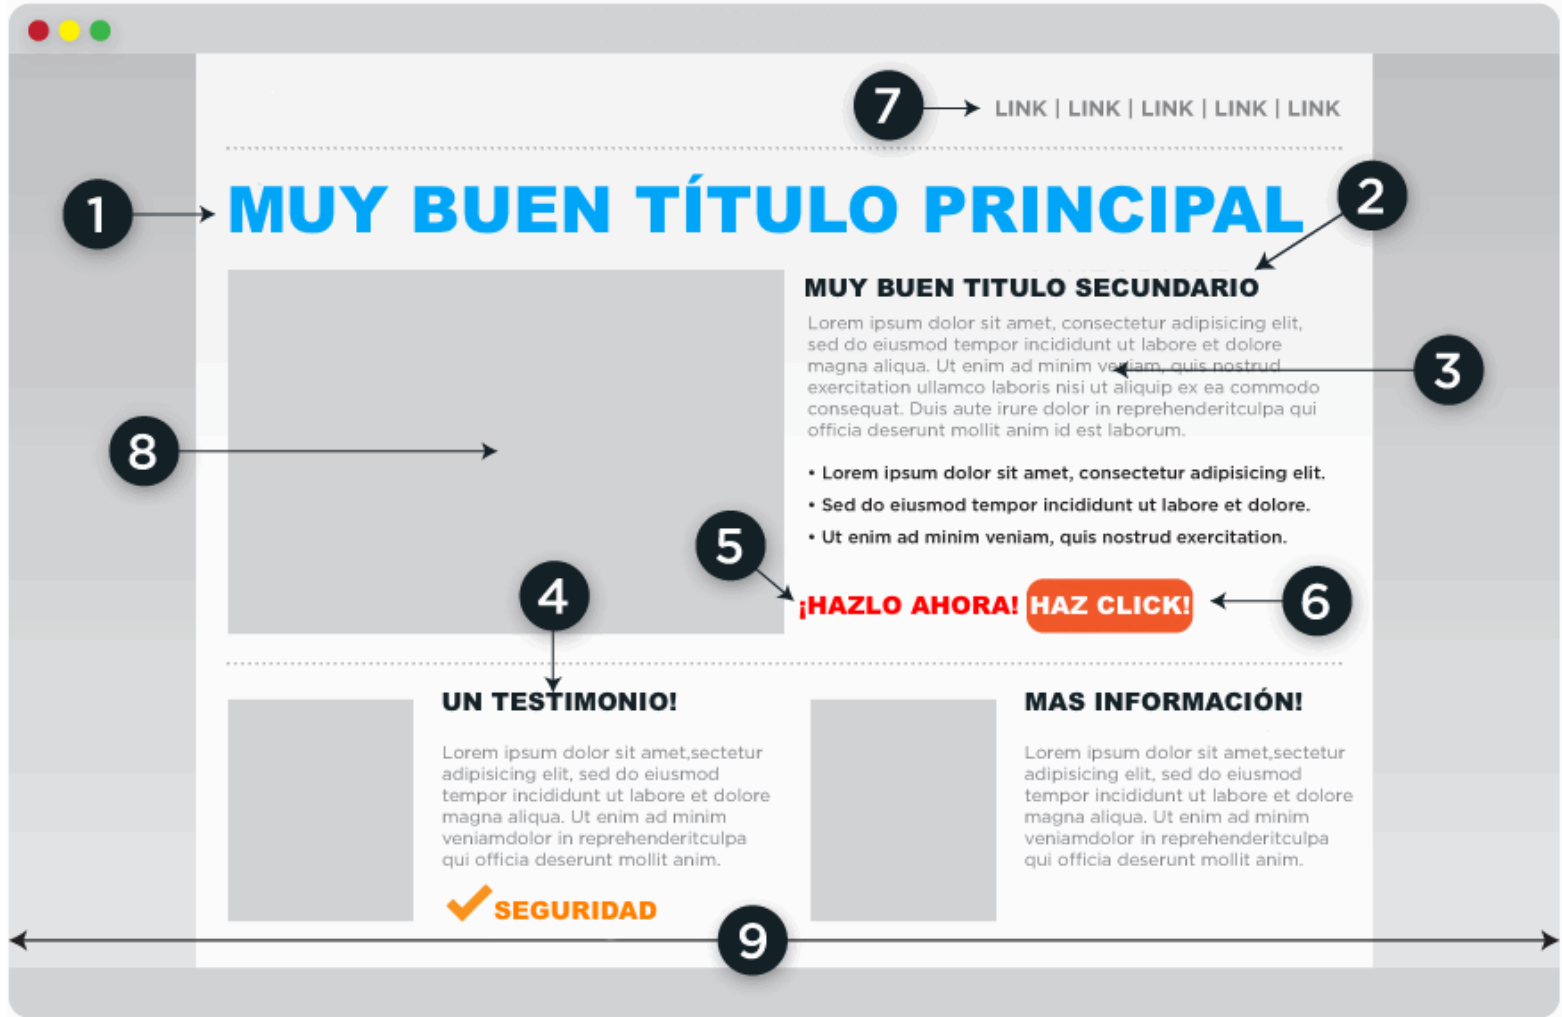 7
LINK | LINK | LINK | LINK | LINK
1
MUY BUEN TÍTULO PRINCIPAL
2
MUY BUEN TITULO SECUNDARIO
Lorem ipsum dolor sit amet, consectetur adipisicing elit,
sed do eiusmod tempor incididunt ut labore et dolore
magna aliqua. Ut enim ad minim veniam, quis nostrud
exercitation ullamco laboris nisi ut aliquip ex ea commodo
consequat. Duis aute irure dolor in reprehenderitculpa qui
officia deserunt mollit anim id est laborum.
3
8
• Lorem ipsum dolor sit amet, consectetur adipisicing elit.
• Sed do eiusmod tempor incididunt ut labore et dolore.
• Ut enim ad minim veniam, quis nostrud exercitation.
5
¡HAZLO AHORA! HAZ CLICK!
6
4
UN TESTIMONIO!
Lorem ipsum dolor sit amet,sectetur
adipisicing elit, sed do eiusmod
tempor incididunt ut labore et dolore
magna aliqua. Ut enim ad minim
veniamdolor in reprehenderitculpa
qui officia deserunt mollit anim.
SEGURIDAD
MAS INFORMACIÓN!
Lorem ipsum dolor sit amet,sectetur
adipisicing elit, sed do eiusmod
tempor incididunt ut labore et dolore
magna aliqua. Ut enim ad minim
veniamdolor in reprehenderitculpa
qui officia deserunt mollit anim.
9